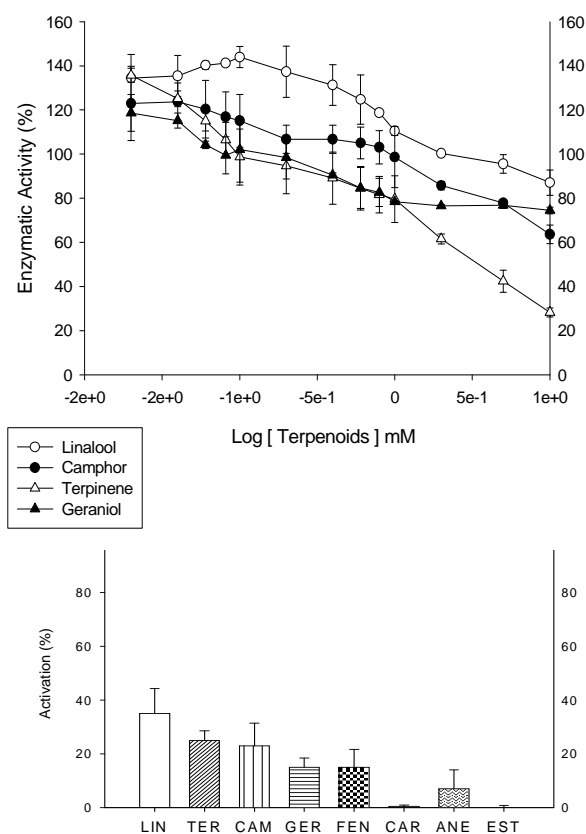 160 160
140 140
120 120
100 100
80 80
60 60
40 40
20 20
0 0
Enzymatic Activity (%)
-2e+0 -2e+0 -1e+0 -5e-1 0 5e-1 1e+0
Log [ Terpenoids ] mM
Linalool
Camphor
Terpinene
Geraniol
80 80
60 60
40 40
20 20
0 0
Activation (%)
LIN TER CAM GER FEN CAR ANE EST